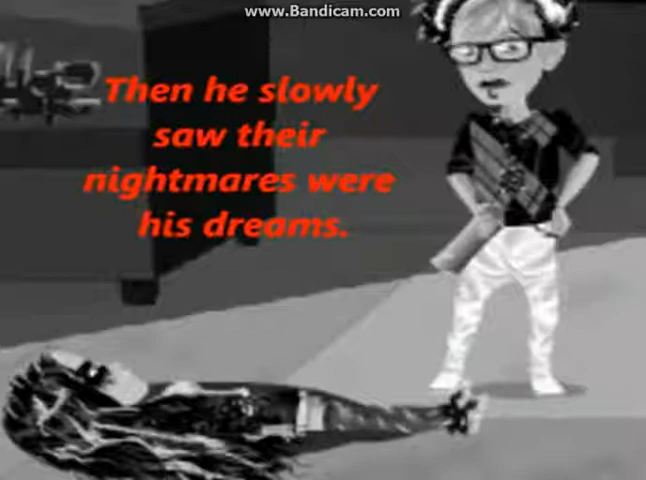 www.Bandicam.com
Then he slowly
saw their
nightmares were
his dreams.